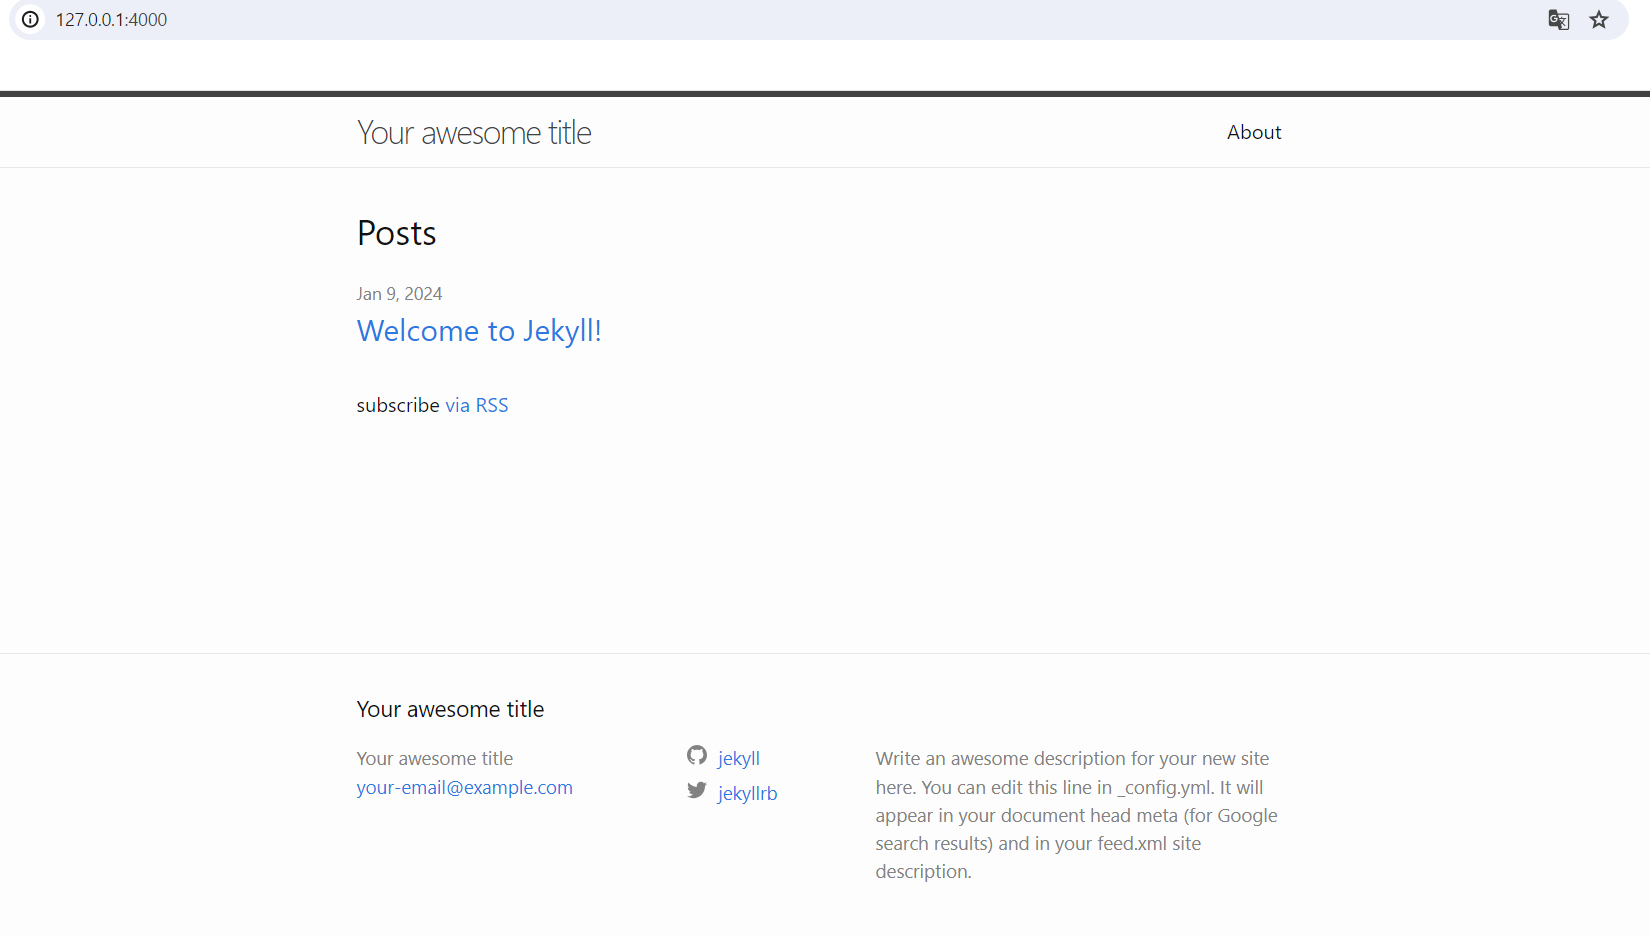 127.0.0.1:4000
Your awesome title
About
Posts
Jan 9, 2024
Welcome to Jekyll!
subscribe via RSS
Your awesome title
Your awesome title
your-email@example.com
jekyll
jekyllrb
Write an awesome description for your new site
here. You can edit this line in _config.yml. It will
appear in your document head meta (for Google
search results) and in your feed.xml site
description.